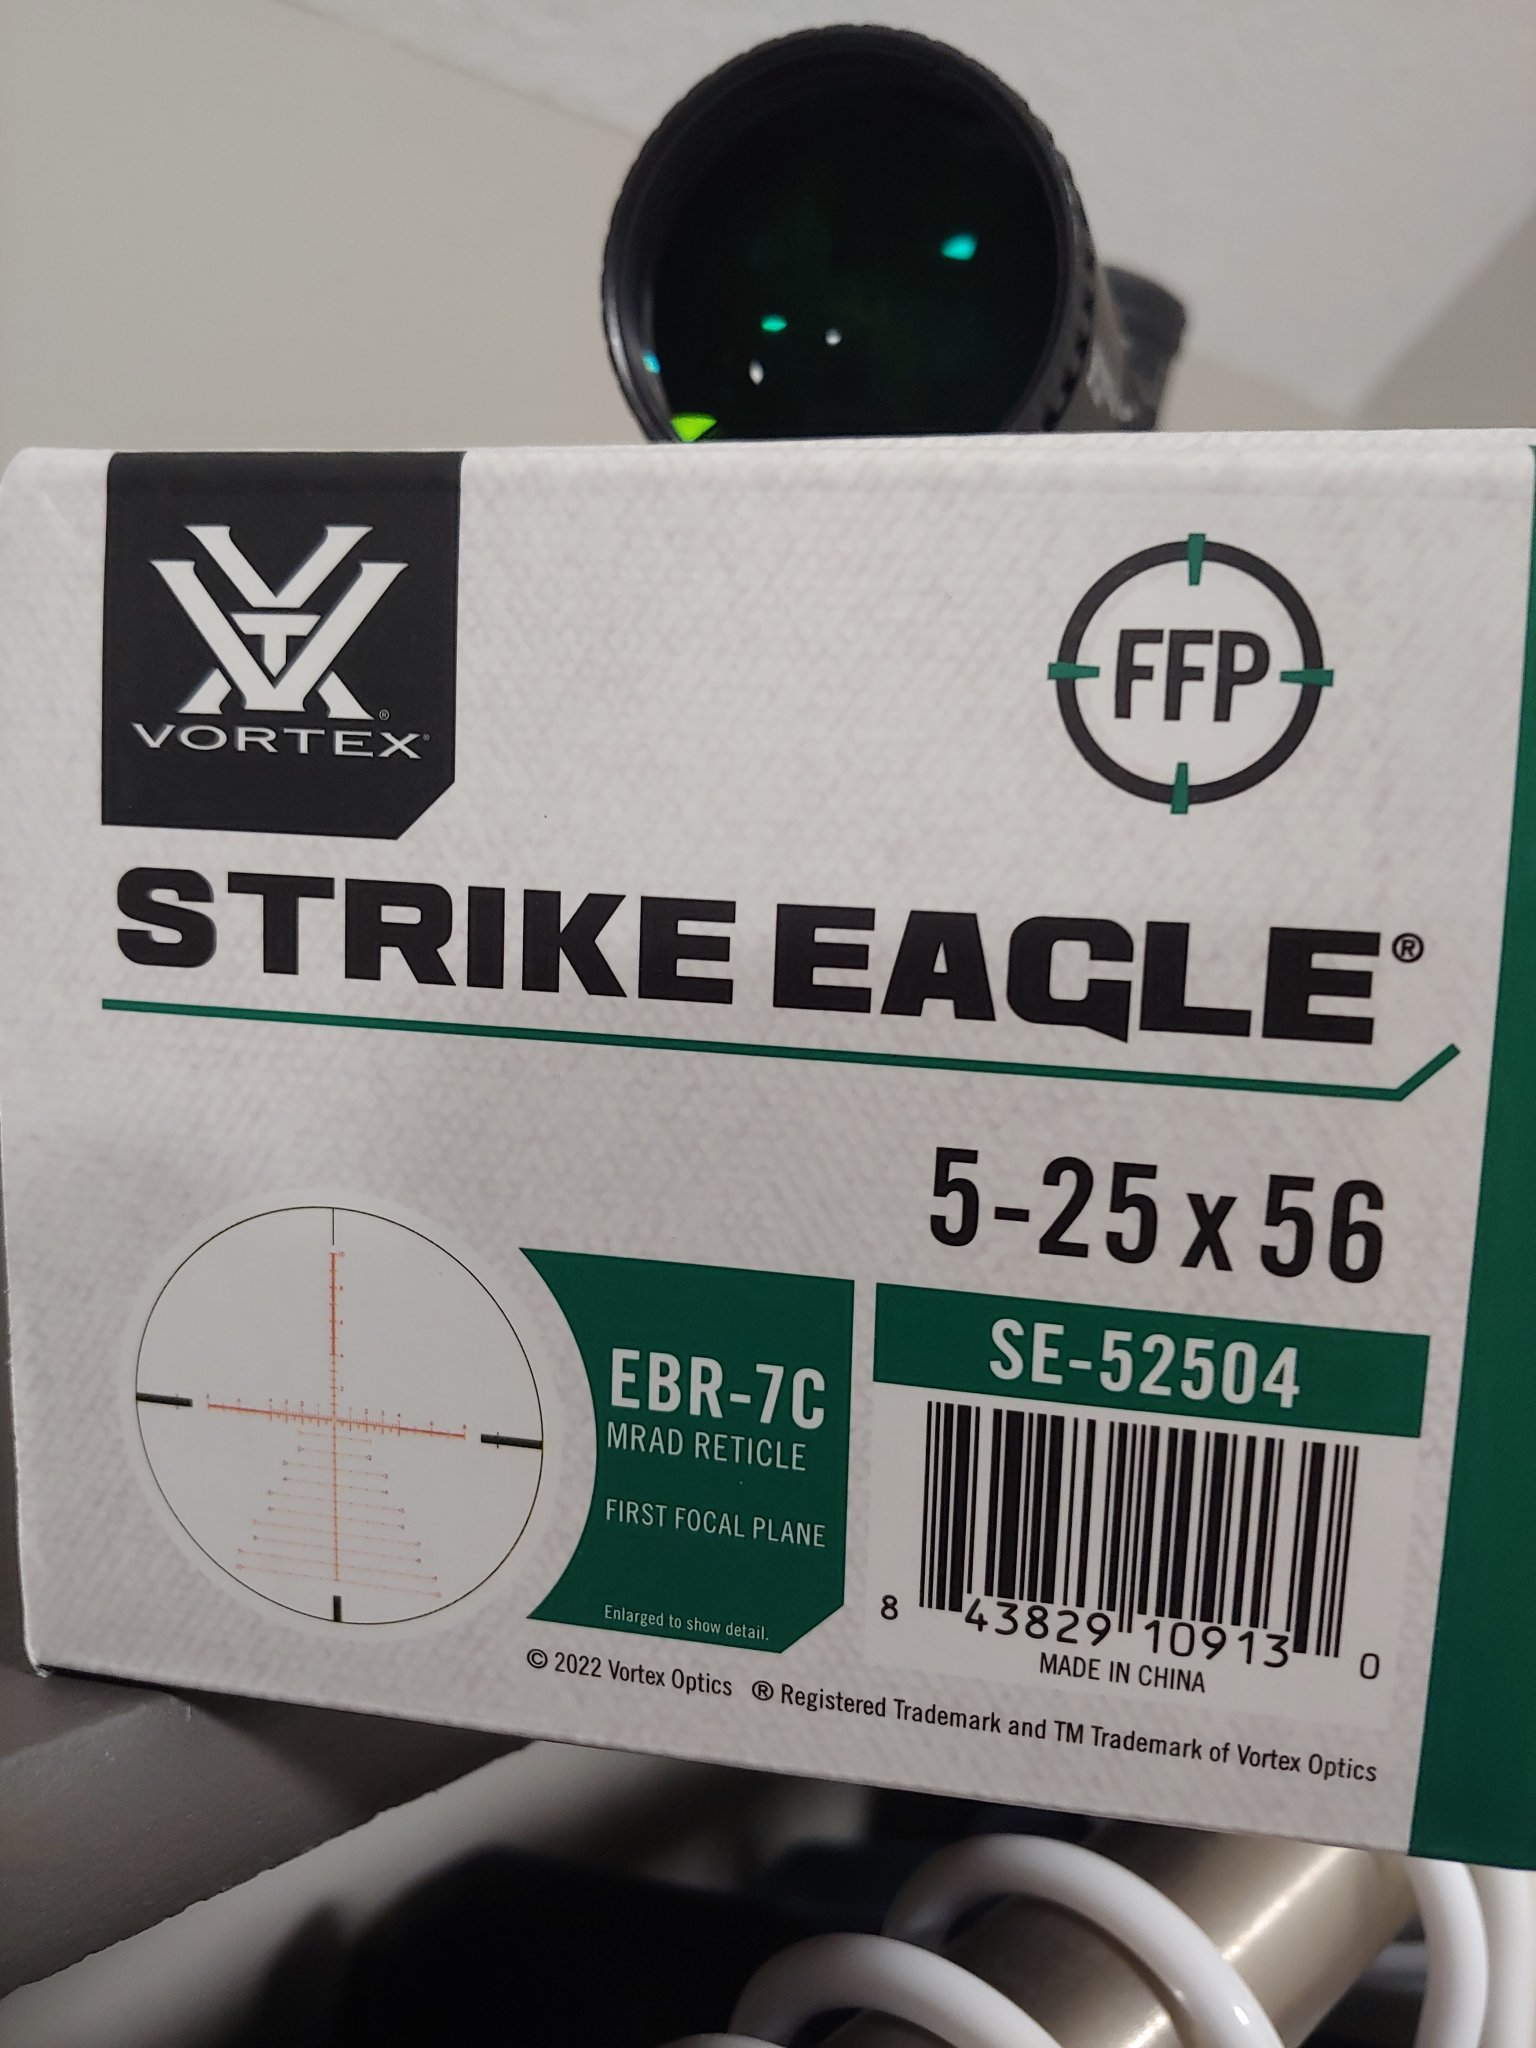 VORTEX®
FFP
STRIKE EAGLE®
5-25x56
SE-52504
EBR-7C
MRAD RETICLE
FIRST FOCAL PLANE
Enlarged to show detail.
8 43829 10913 0
MADE IN CHINA
© 2022 Vortex Optics ® Registered Trademark and TM Trademark of Vortex Optics